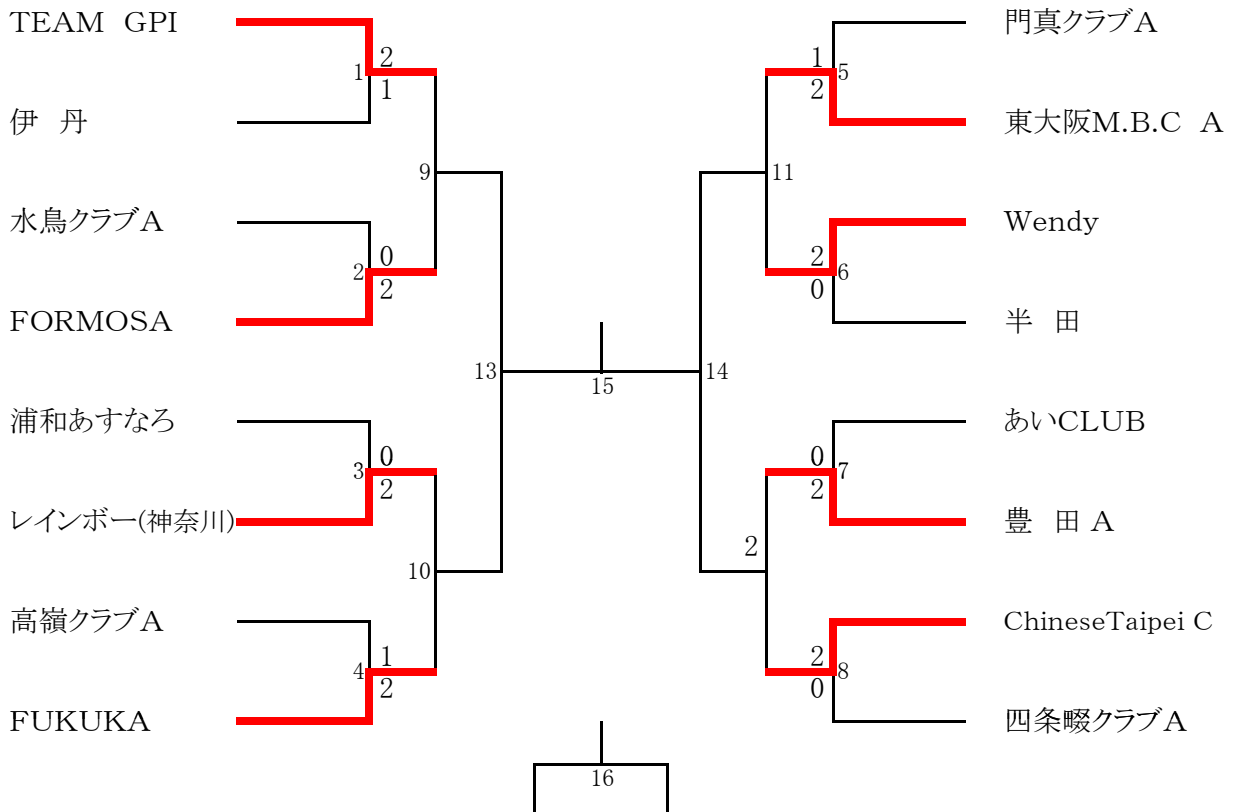 TEAM GPI
2
1
1
伊 丹
9
水鳥クラブA
0
2
2
FORMOSA
13
浦和あすなろ
0
3
2
レインボー(神奈川)
10
高嶺クラブA
1
4
2
FUKUKA
15
16
門真クラブA
1
5
2
東大阪M.B.C A
11
Wendy
2
6
0
半 田
14
あいCLUB
0
7
2
豊 田 A
2
ChineseTaipei C
2
8
0
四条畷クラブA